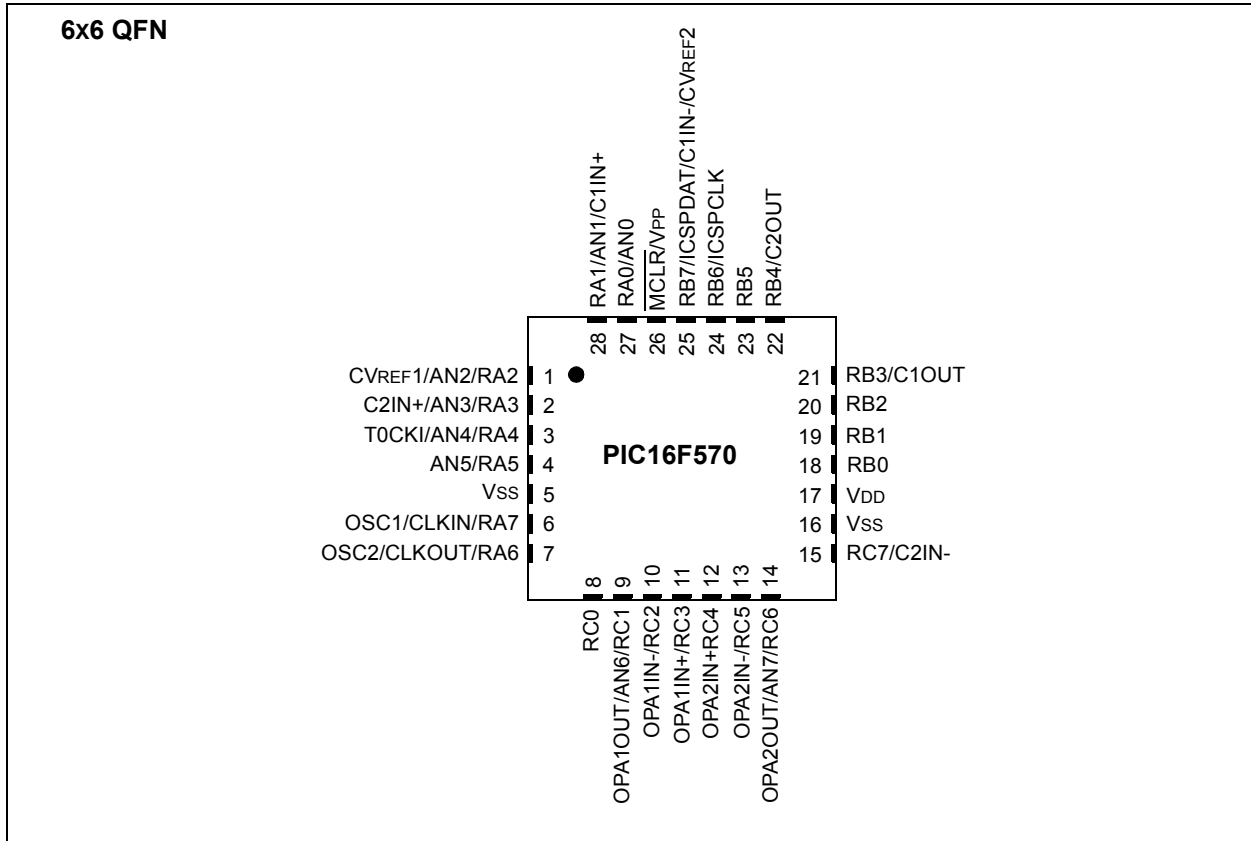 6x6 QFN
RA1/AN1/C1IN+
RA0/AN0
MCLR/VPP
RB7/ICSPDAT/C1IN-/CVREF2
RB6/ICSPCLK
RB5
RB4/C2OUT
28
27
26
25
24
23
22
CVREF1/AN2/RA2 1
C2IN+/AN3/RA3 2
T0CKI/AN4/RA4 3
AN5/RA5 4
VSS 5
OSC1/CLKIN/RA7 6
OSC2/CLKOUT/RA6 7
PIC16F570
21 RB3/C1OUT
20 RB2
19 RB1
18 RB0
17 VDD
16 VSS
15 RC7/C2IN-
8
9
10
11
12
13
14
RC0
OPA1OUT/AN6/RC1
OPA1IN-/RC2
OPA1IN+/RC3
OPA2IN+RC4
OPA2IN-/RC5
OPA2OUT/AN7/RC6